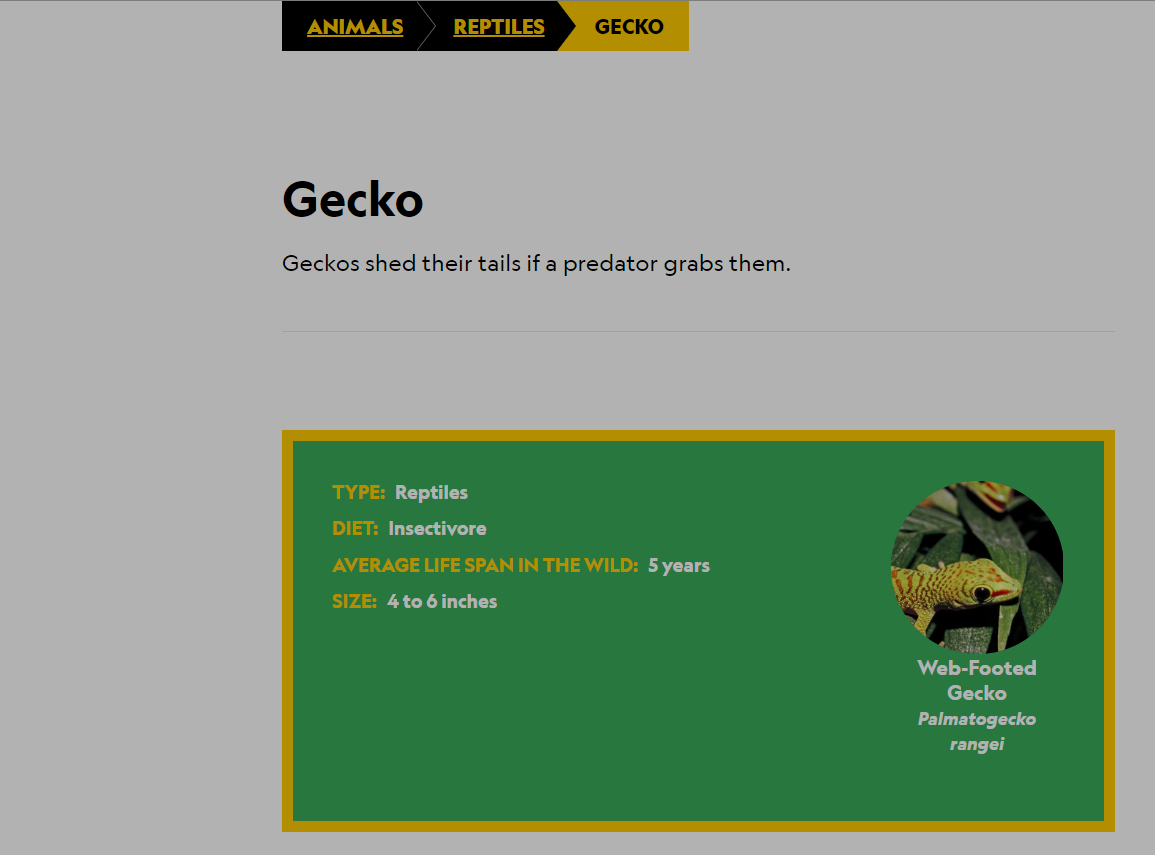 ANIMALS REPTILES GECKO
Gecko
Geckos shed their tails if a predator grabs them.
TYPE: Reptiles
DIET: Insectivore
AVERAGE LIFE SPAN IN THE WILD: 5 years
SIZE: 4 to 6 inches
Web-Footed
Gecko
Palmatogecko
rangei